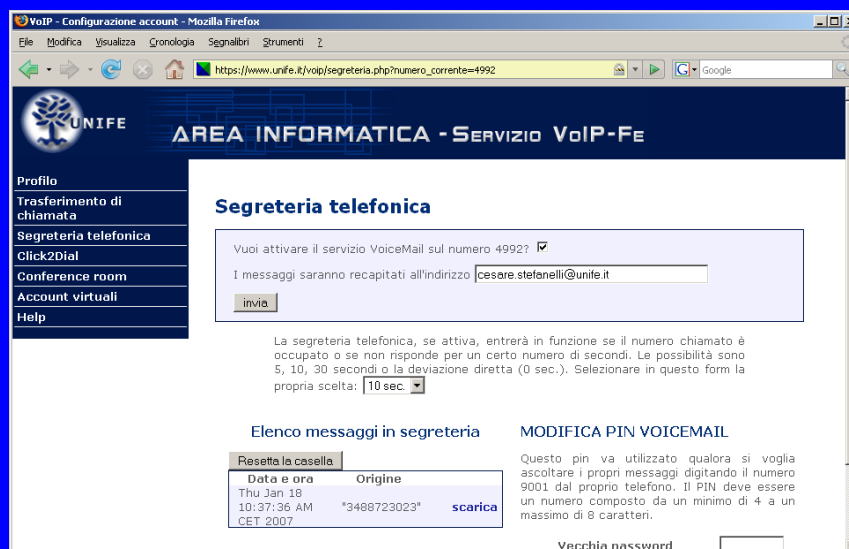 VoIP - Configurazione account - Mozilla Firefox
File Modifica Visualizza Cronologia Segnalibri Strumenti ?
https://www.unife.it/voip/segreteria.php?numero_corrente=4992
G Google
UNIFE
AREA INFORMATICA - SERVIZIO VOIP-FE
Profilo
Trasferimento di
chiamata
Segreteria telefonica
Click2Dial
Conference room
Account virtuali
Help
Segreteria telefonica
Vuoi attivare il servizio VoiceMail sul numero 4992?
I messaggi saranno recapitati all'indirizzo cesare.stefanelli@unife.it
invia
La segreteria telefonica, se attiva, entrerà in funzione se il numero chiamato è
occupato o se non risponde per un certo numero di secondi. Le possibilità sono
5, 10, 30 secondi o la deviazione diretta (0 sec.). Selezionare in questo form la
propria scelta: 10 sec.
Elenco messaggi in segreteria
Resetta la casella
Data e ora Origine
Thu Jan 18
10:37:36 AM "3488723023" scarica
CET 2007
MODIFICA PIN VOICEMAIL
Questo pin va utilizzato qualora si voglia
ascoltare i propri messaggi digitando il numero
9001 dal proprio telefono. Il PIN deve essere
un numero composto da un minimo di 4 a un
massimo di 8 caratteri.
Vecchia password